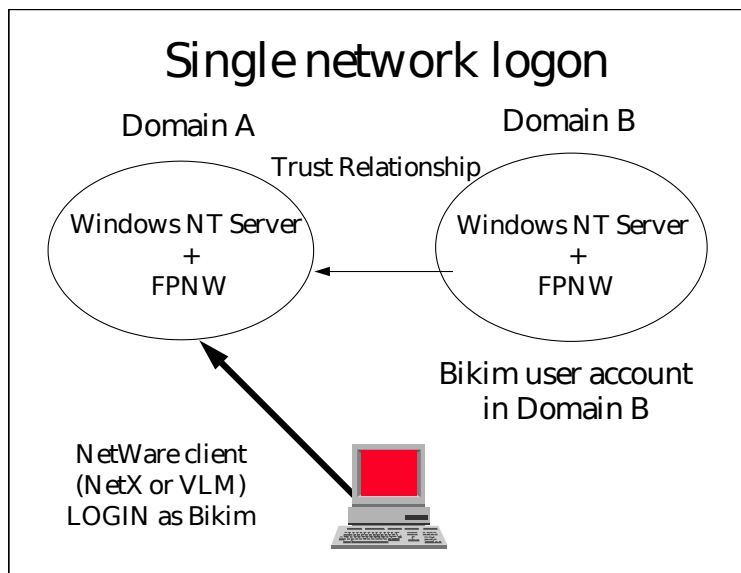 Single network logon
Domain A
Domain B
Trust Relationship
Windows NT Server
+
FPNW
Windows NT Server
+
FPNW
Bikim user account
in Domain B
NetWare client
(NetX or VLM)
LOGIN as Bikim